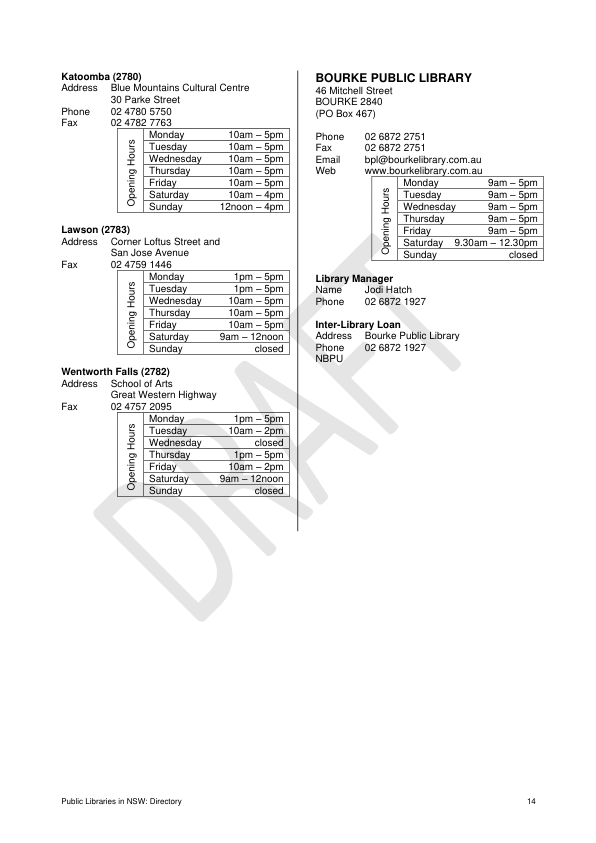 Katoomba (2780)
Address Blue Mountains Cultural Centre
30 Parke Street
Phone 02 4780 5750
Fax 02 4782 7763
Opening Hours
Monday 10am – 5pm
Tuesday 10am – 5pm
Wednesday 10am – 5pm
Thursday 10am – 5pm
Friday 10am – 5pm
Saturday 10am – 4pm
Sunday 12noon – 4pm
Lawson (2783)
Address Corner Loftus Street and
San Jose Avenue
Fax 02 4759 1446
Opening Hours
Monday 1pm – 5pm
Tuesday 1pm – 5pm
Wednesday 10am – 5pm
Thursday 10am – 5pm
Friday 10am – 5pm
Saturday 9am – 12noon
Sunday closed
Wentworth Falls (2782)
Address School of Arts
Great Western Highway
Fax 02 4757 2095
Opening Hours
Monday 1pm – 5pm
Tuesday 10am – 2pm
Wednesday closed
Thursday 1pm – 5pm
Friday 10am – 2pm
Saturday 9am – 12noon
Sunday closed
BOURKE PUBLIC LIBRARY
46 Mitchell Street
BOURKE 2840
(PO Box 467)
Phone 02 6872 2751
Fax 02 6872 2751
Email bpl@bourkelibrary.com.au
Web www.bourkelibrary.com.au
Opening Hours
Monday 9am – 5pm
Tuesday 9am – 5pm
Wednesday 9am – 5pm
Thursday 9am – 5pm
Friday 9am – 5pm
Saturday 9.30am – 12.30pm
Sunday closed
Library Manager
Name Jodi Hatch
Phone 02 6872 1927
Inter-Library Loan
Address Bourke Public Library
Phone 02 6872 1927
NBPU
DRAFT
Public Libraries in NSW: Directory 14